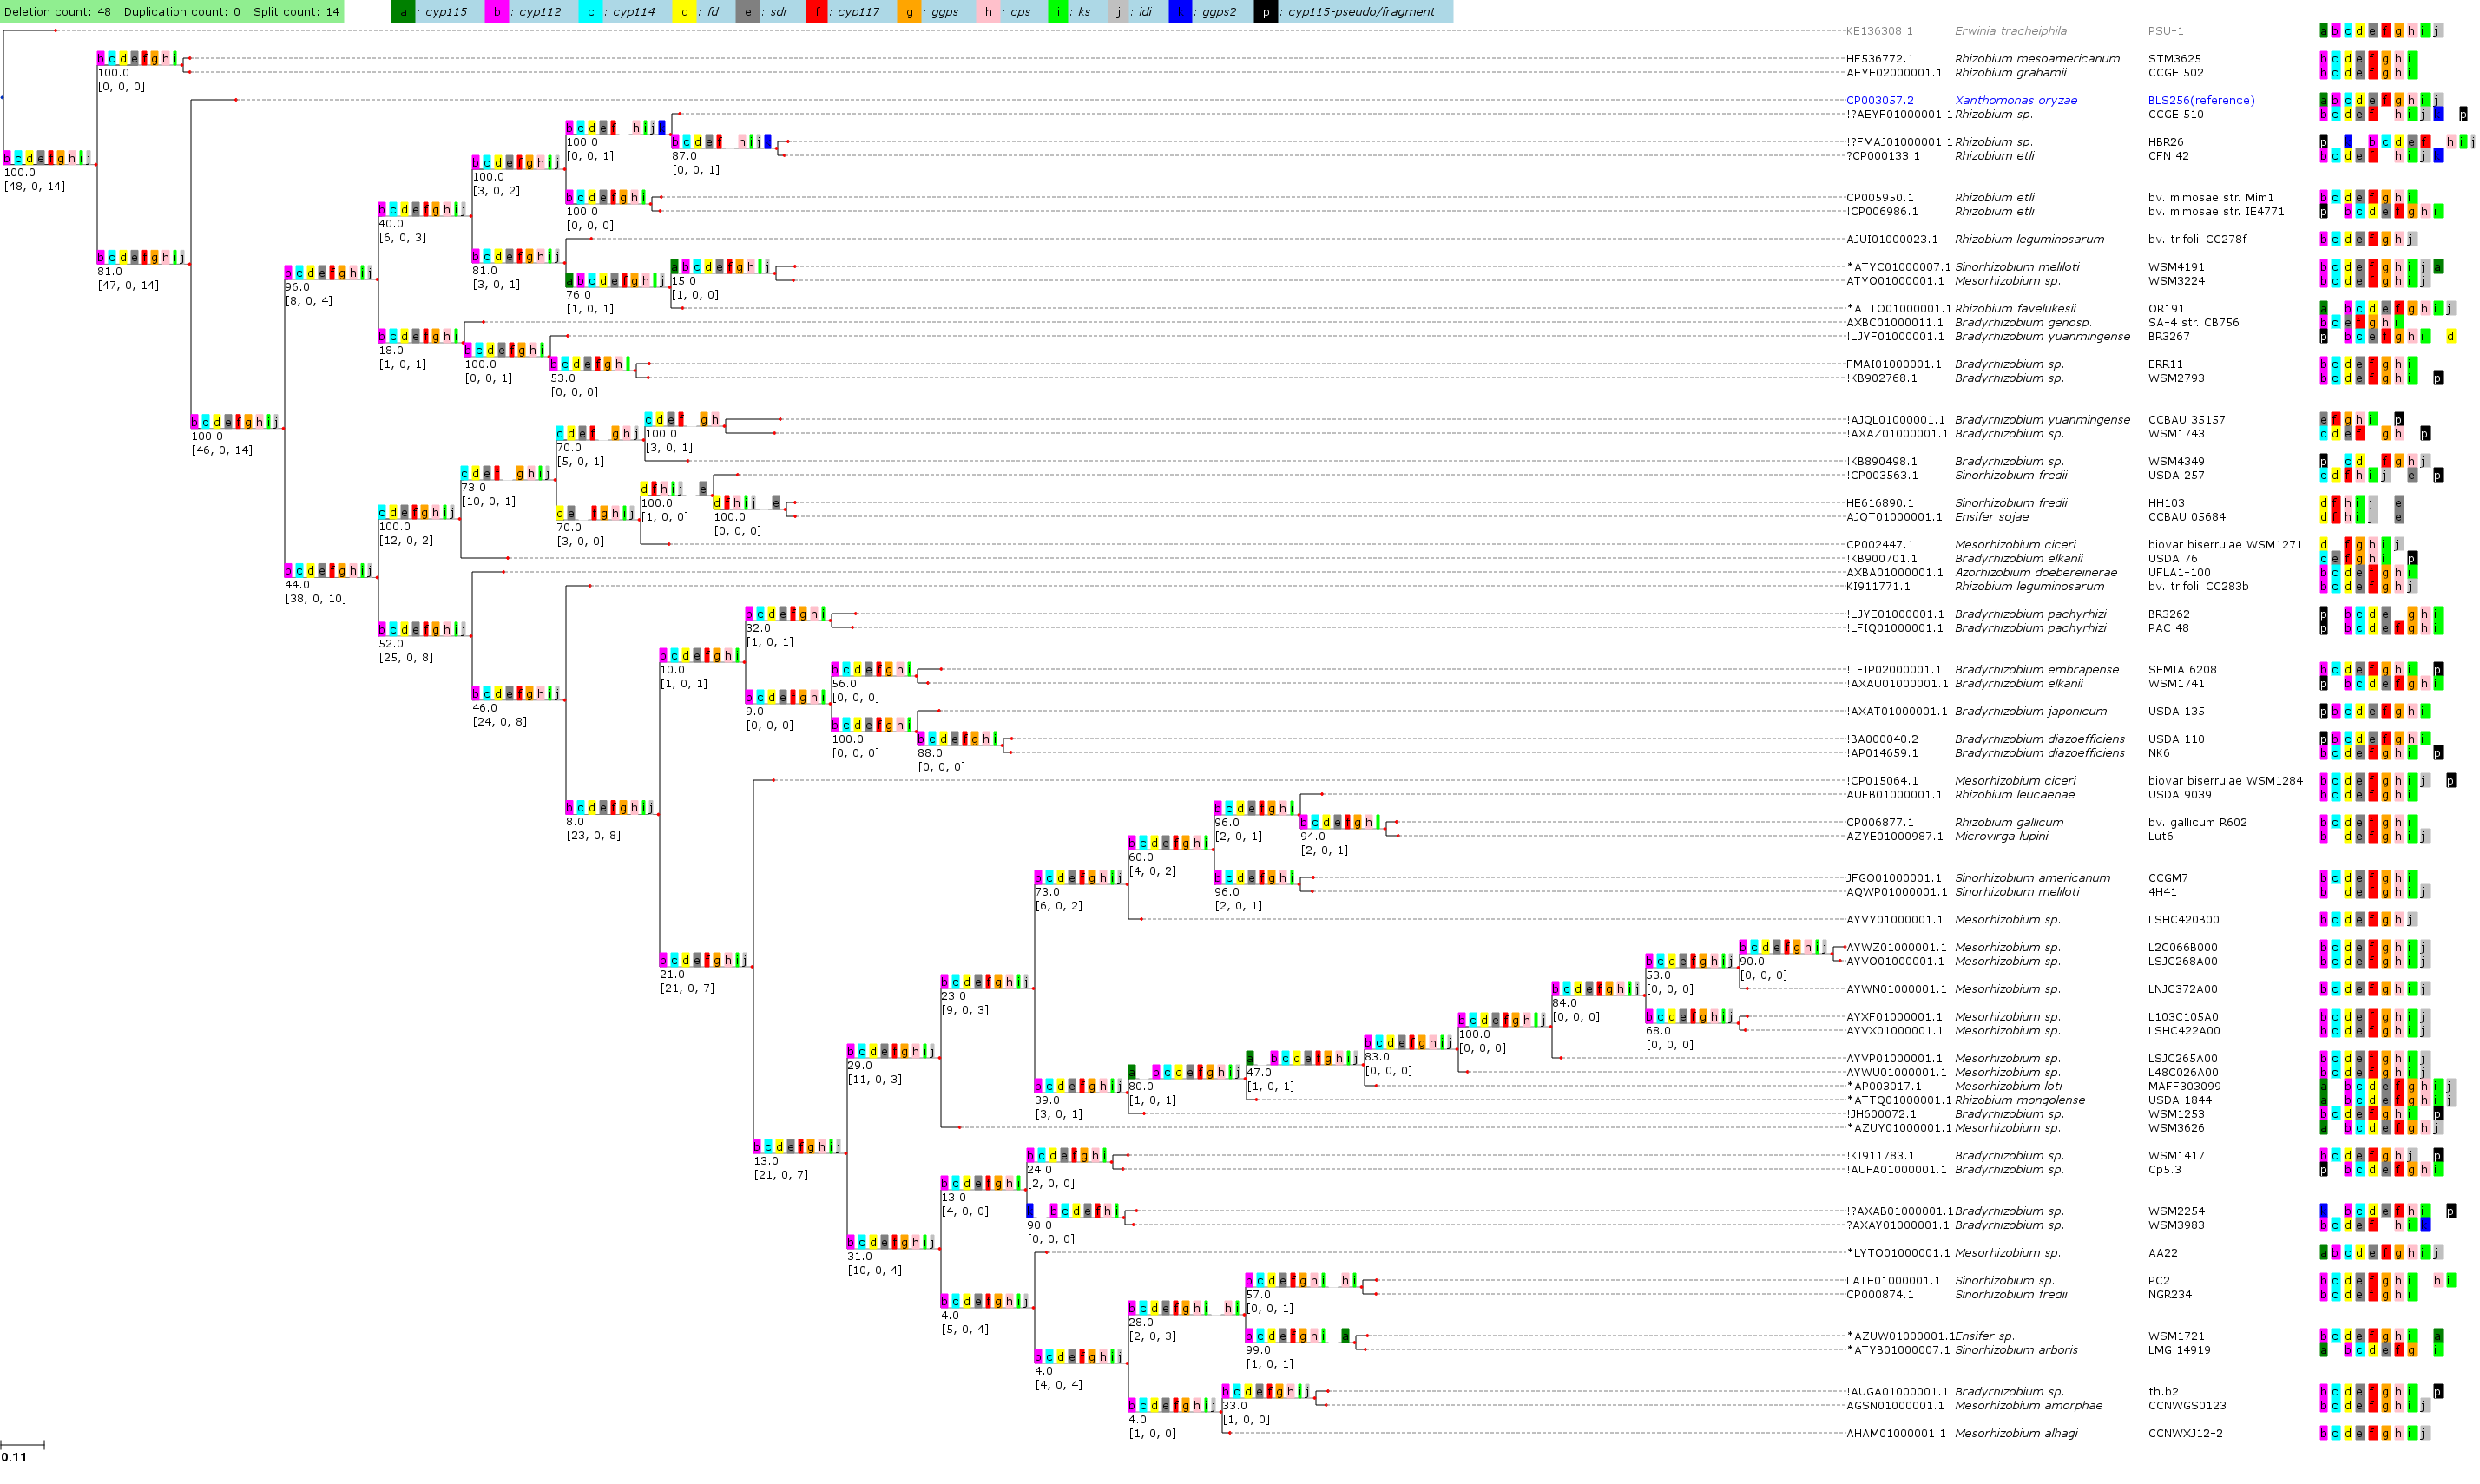 Deletion count: 48 Duplication count: 0 Split count: 14
a : cyp115 b : cyp112 c : cyp114 d : fd e : sdr f : cyp117 g : ggps h : cps i : ks j : idi k : ggps2 p : cyp115-pseudo/fragment
KE136308.1 Erwinia tracheiphila PSU-1 a b c d e f g h i j
b c d e f g h i
100.0
[0, 0, 0]
HF536772.1 Rhizobium mesoamericanum STM3625 b c d e f g h i
AEYE02000001.1 Rhizobium grahamii CCGE 502 b c d e f g h i
CP003057.2 Xanthomonas oryzae BLS256(reference) a b c d e f g h i j
!?AEYF01000001.1 Rhizobium sp. CCGE 510 b c d e f h i j k p
b c d e f h i j k
100.0
[0, 0, 1]
b c d e f h i j k
87.0
[0, 0, 1]
!?FMAJ01000001.1 Rhizobium sp. HBR26 p k b c d e f h i j
?CP000133.1 Rhizobium etli CFN 42 b c d e f h i j k
b c d e f g h i j
100.0
[48, 0, 14]
b c d e f g h i j
100.0
[3, 0, 2]
b c d e f g h i
100.0
[0, 0, 0]
CP005950.1 Rhizobium etli bv. mimosae str. Mim1 b c d e f g h i
!CP006986.1 Rhizobium etli bv. mimosae str. IE4771 p b c d e f g h i
b c d e f g h i j
40.0
[6, 0, 3]
AJUI01000023.1 Rhizobium leguminosarum bv. trifolii CC278f b c d e f g h j
b c d e f g h i j
81.0
[47, 0, 14]
b c d e f g h i j
81.0
[3, 0, 1]
a b c d e f g h i j
15.0
[1, 0, 0]
*ATYC01000007.1 Sinorhizobium meliloti WSM4191 b c d e f g h i j a
ATYO01000001.1 Mesorhizobium sp. WSM3224 b c d e f g h i j
b c d e f g h i j
96.0
[8, 0, 4]
a b c d e f g h i j
76.0
[1, 0, 1]
*ATTO01000001.1 Rhizobium favelukesii OR191 a b c d e f g h i j
AXBC01000011.1 Bradyrhizobium genosp. SA-4 str. CB756 b c e f g h i
!LJYF01000001.1 Bradyrhizobium yuanmingense BR3267 p b c e f g h i d
b c d e f g h i
18.0
[1, 0, 1]
b c d e f g h i
100.0
[0, 0, 1]
b c d e f g h i
53.0
[0, 0, 0]
FMAI01000001.1 Bradyrhizobium sp. ERR11 b c d e f g h i
!KB902768.1 Bradyrhizobium sp. WSM2793 b c d e f g h i p
b c d e f g h i j
100.0
[46, 0, 14]
c d e f g h
100.0
[3, 0, 1]
!AJQL01000001.1 Bradyrhizobium yuanmingense CCBAU 35157 e f g h i p
!AXAZ01000001.1 Bradyrhizobium sp. WSM1743 c d e f g h p
c d e f g h j
70.0
[5, 0, 1]
!KB890498.1 Bradyrhizobium sp. WSM4349 p c d f g h j
!CP003563.1 Sinorhizobium fredii USDA 257 c d f h i j e p
c d e f g h i j
73.0
[10, 0, 1]
d f h i j e
100.0
[1, 0, 0]
d f h i j e
100.0
[0, 0, 0]
HE616890.1 Sinorhizobium fredii HH103 d f h i j e
AJQT01000001.1 Ensifer sojae CCBAU 05684 d f h i j e
c d e f g h i j
100.0
[12, 0, 2]
d e f g h i j
70.0
[3, 0, 0]
CP002447.1 Mesorhizobium ciceri biovar biserrulae WSM1271 d f g h i j
!KB900701.1 Bradyrhizobium elkanii USDA 76 c e f g h i p
AXBA01000001.1 Azorhizobium doebereinerae UFLA1-100 b c d e f g h i
KI911771.1 Rhizobium leguminosarum bv. trifolii CC283b b c d e f g h j
b c d e f g h i j
44.0
[38, 0, 10]
b c d e f g h i j
52.0
[25, 0, 8]
b c d e f g h i
32.0
[1, 0, 1]
!LJYE01000001.1 Bradyrhizobium pachyrhizi BR3262 p b c d e g h i
!LFIQ01000001.1 Bradyrhizobium pachyrhizi PAC 48 p b c d e f g h i
b c d e f g h i
10.0
[1, 0, 1]
b c d e f g h i
56.0
[0, 0, 0]
!LFIP02000001.1 Bradyrhizobium embrapense SEMIA 6208 b c d e f g h i p
!AXAU01000001.1 Bradyrhizobium elkanii WSM1741 p b c d e f g h i
b c d e f g h i j
46.0
[24, 0, 8]
b c d e f g h i
9.0
[0, 0, 0]
!AXAT01000001.1 Bradyrhizobium japonicum USDA 135 p b c d e f g h i
b c d e f g h i
100.0
[0, 0, 0]
b c d e f g h i
88.0
[0, 0, 0]
!BA000040.2 Bradyrhizobium diazoefficiens USDA 110 p b c d e f g h i
!AP014659.1 Bradyrhizobium diazoefficiens NK6 b c d e f g h i p
!CP015064.1 Mesorhizobium ciceri biovar biserrulae WSM1284 b c d e f g h i j p
AUFB01000001.1 Rhizobium leucaenae USDA 9039 b c d e f g h i
b c d e f g h i j
8.0
[23, 0, 8]
b c d e f g h i
96.0
[2, 0, 1]
b c d e f g h i
94.0
[2, 0, 1]
CP006877.1 Rhizobium gallicum bv. gallicum R602 b c d e f g h i
AZYE01000987.1 Microvirga lupini Lut6 b d e f g h i j
b c d e f g h i
60.0
[4, 0, 2]
b c d e f g h i j
73.0
[6, 0, 2]
b c d e f g h i
96.0
[2, 0, 1]
JFGO01000001.1 Sinorhizobium americanum CCGM7 b c d e f g h i
AQWP01000001.1 Sinorhizobium meliloti 4H41 b d e f g h i j
AYVY01000001.1 Mesorhizobium sp. LSHC420B00 b c d e f g h j
b c d e f g h i j
90.0
[0, 0, 0]
AYWZ01000001.1 Mesorhizobium sp. L2C066B000 b c d e f g h i j
AYVO01000001.1 Mesorhizobium sp. LSJC268A00 b c d e f g h i j
b c d e f g h i j
21.0
[21, 0, 7]
b c d e f g h i j
53.0
[0, 0, 0]
AYWN01000001.1 Mesorhizobium sp. LNJC372A00 b c d e f g h i j
b c d e f g h i j
23.0
[9, 0, 3]
b c d e f g h i j
84.0
[0, 0, 0]
b c d e f g h i j
68.0
[0, 0, 0]
AYXF01000001.1 Mesorhizobium sp. L103C105A0 b c d e f g h i j
AYVX01000001.1 Mesorhizobium sp. LSHC422A00 b c d e f g h i j
b c d e f g h i j
100.0
[0, 0, 0]
AYVP01000001.1 Mesorhizobium sp. LSJC265A00 b c d e f g h i j
AYWU01000001.1 Mesorhizobium sp. L48C026A00 b c d e f g h i j
b c d e f g h i j
29.0
[11, 0, 3]
b c d e f g h i j
83.0
[0, 0, 0]
a b c d e f g h i j
47.0
[1, 0, 1]
*AP003017.1 Mesorhizobium loti MAFF303099 a b c d e f g h i j
*ATTQ01000001.1 Rhizobium mongolense USDA 1844 a b c d e f g h i j
b c d e f g h i j
39.0
[3, 0, 1]
a b c d e f g h i j
80.0
[1, 0, 1]
!JH600072.1 Bradyrhizobium sp. WSM1253 b c d e f g h i p
*AZUY01000001.1 Mesorhizobium sp. WSM3626 a b c d e f g h j
b c d e f g h i j
13.0
[21, 0, 7]
b c d e f g h i
24.0
[2, 0, 0]
!KI911783.1 Bradyrhizobium sp. WSM1417 b c d e f g h j p
!AUFA01000001.1 Bradyrhizobium sp. Cp5.3 p b c d e f g h i
b c d e f g h i
13.0
[4, 0, 0]
k b c d e f h i
90.0
[0, 0, 0]
!?AXAB01000001.1 Bradyrhizobium sp. WSM2254 k b c d e f h i p
?AXAY01000001.1 Bradyrhizobium sp. WSM3983 b c d e f h i k
b c d e f g h i j
31.0
[10, 0, 4]
*LYTO01000001.1 Mesorhizobium sp. AA22 a b c d e f g h i j
b c d e f g h i h i
57.0
[0, 0, 1]
LATE01000001.1 Sinorhizobium sp. PC2 b c d e f g h i h i
CP000874.1 Sinorhizobium fredii NGR234 b c d e f g h i
b c d e f g h i j
4.0
[5, 0, 4]
b c d e f g h i h i
28.0
[2, 0, 3]
b c d e f g h i a
99.0
[1, 0, 1]
*AZUW01000001.1 Ensifer sp. WSM1721 b c d e f g h i a
*ATYB01000007.1 Sinorhizobium arboris LMG 14919 a b c d e f g i
b c d e f g h i j
4.0
[4, 0, 4]
b c d e f g h i j
33.0
[1, 0, 0]
!AUGA01000001.1 Bradyrhizobium sp. th.b2 b c d e f g h i p
AGSN01000001.1 Mesorhizobium amorphae CCNWGS0123 b c d e f g h i j
b c d e f g h i j
4.0
[1, 0, 0]
AHAM01000001.1 Mesorhizobium alhagi CCNWXJ12-2 b c d e f g h i j
0.11